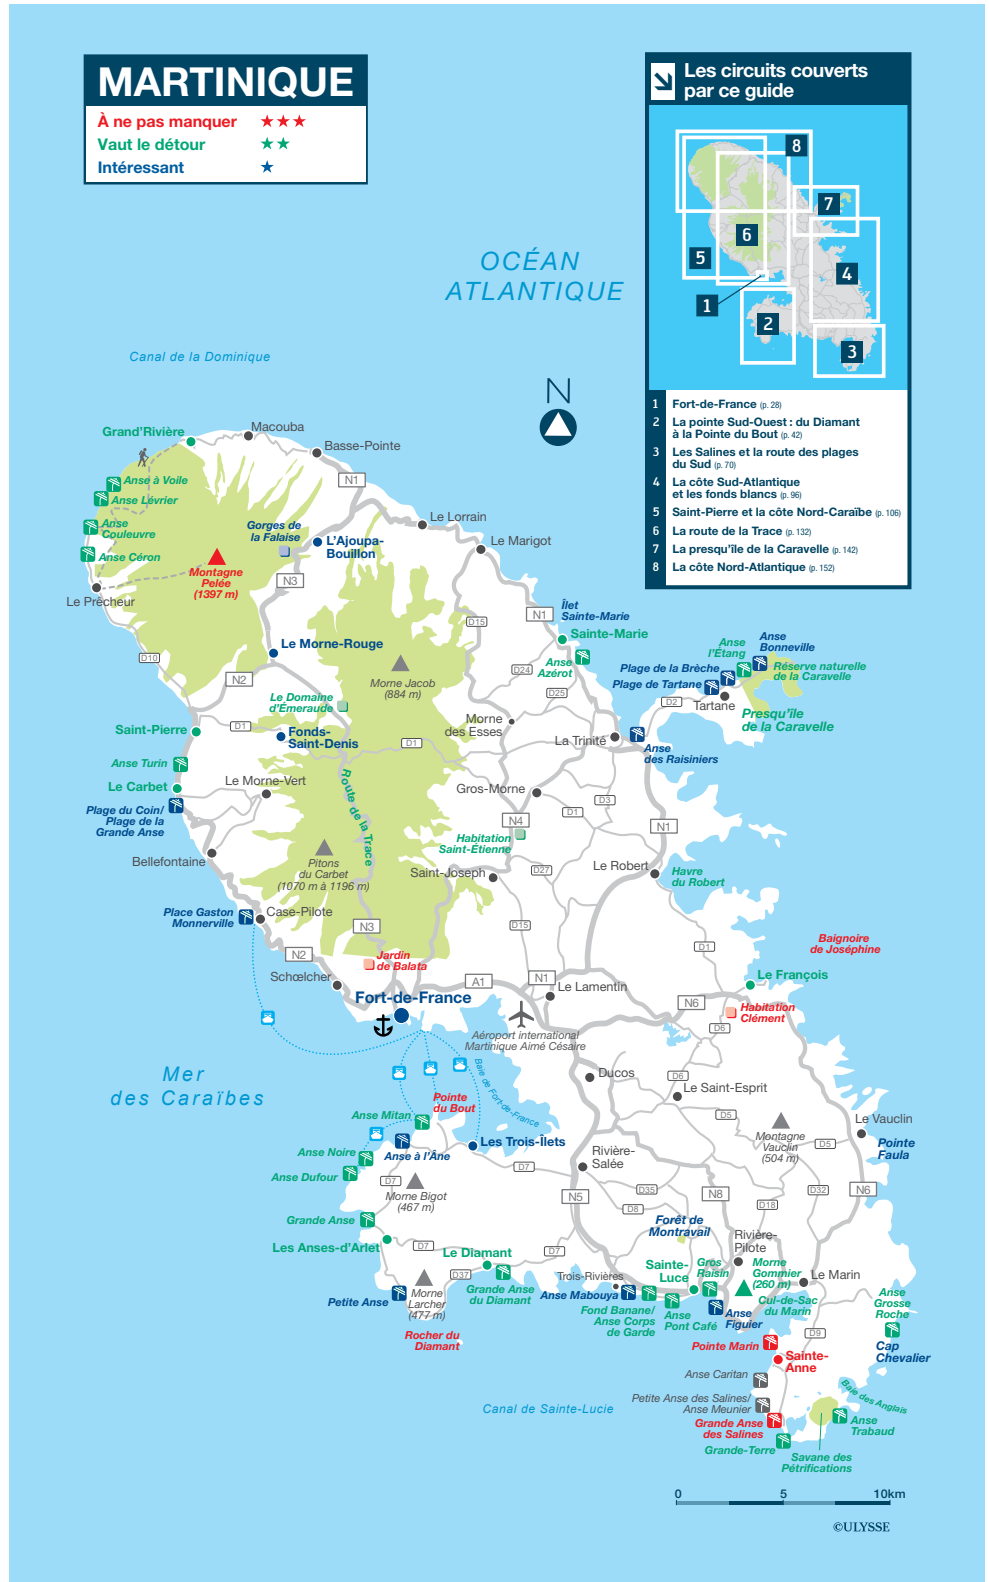 MARTINIQUE
À ne pas manquer ★★★
Vaut le détour ★★
Intéressant ★
Les circuits couverts
par ce guide
8
7
6
5
4
1
2
3
1 Fort-de-France (p. 28)
2 La pointe Sud-Ouest : du Diamant
à la Pointe du Bout (p. 42)
3 Les Salines et la route des plages
du Sud (p. 70)
4 La côte Sud-Atlantique
et les fonds blancs (p. 96)
5 Saint-Pierre et la côte Nord-Caraïbe (p. 106)
6 La route de la Trace (p. 132)
7 La presqu'île de la Caravelle (p. 142)
8 La côte Nord-Atlantique (p. 152)
OCÉAN
ATLANTIQUE
Canal de la Dominique
N
Grand'Rivière
Macouba
Basse-Pointe
N1
Anse à Voile
Anse Lévrier
Anse
Couleuvre
Anse Céron
Gorges de
la Falaise
L'Ajoupa-
Bouillon
Le Lorrain
Le Marigot
Montagne
Pelée
(1397 m)
N3
Le Prêcheur
D10
N2
Le Morne-Rouge
D15
N1
Îlet
Sainte-Marie
Sainte-Marie
Anse
Azérot
D24
D25
Morne Jacob
(884 m)
Le Domaine
d'Émeraude
Anse
l'Étang
Anse
Bonneville
Plage de la Brèche
Plage de Tartane
Réserve naturelle
de la Caravelle
Tartane
D2
Presqu'île
de la Caravelle
Saint-Pierre
D1
Fonds-
Saint-Denis
D1
Morne
des Esses
La Trinité
Anse
des Raisiniers
Anse Turin
Le Carbet
Plage du Coin/
Plage de la
Grande Anse
Le Morne-Vert
Route de la Trace
Gros-Morne
D3
D1
N4
N1
Habitation
Saint-Étienne
Bellefontaine
Pitons
du Carbet
(1070 m à 1196 m)
Saint-Joseph
D27
Le Robert
Havre
du Robert
Place Gaston
Monnerville
Case-Pilote
N3
D15
N2
D1
Baignoire
de Joséphine
Jardin
de Balata
Schœlcher
A1
N1
Le François
Fort-de-France
Le Lamentin
N6
Habitation
Clément
D6
Aéroport international
Martinique Aimé Césaire
Mer
des Caraïbes
Baie de Fort-de-France
Ducos
D6
Le Saint-Esprit
Pointe
du Bout
Anse Mitan
D5
Montagne
Vauclin
(504 m)
Le Vauclin
D5
Pointe
Faula
Anse Noire
Anse à l'Âne
Les Trois-Îlets
Rivière-
Salée
Anse Dufour
D7
D7
Morne Bigot
(467 m)
N5
D35
N8
D32
N6
D8
D18
Grande Anse
Forêt de
Montravail
Les Anses-d'Arlet
D7
Le Diamant
D7
Rivière-
Pilote
D37
Sainte-
Luce
Gros
Raisin
Morne
Gommier
(260 m)
Le Marin
Trois-Rivières
Petite Anse
Morne
Larcher
(477 m)
Grande Anse
du Diamant
Anse Mabouya
Fond Banane/
Anse Corps
de Garde
Anse
Pont Café
Anse
Figuier
Cul-de-Sac
du Marin
Anse
Grosse
Roche
Rocher du
Diamant
D9
Pointe Marin
Sainte-
Anne
Cap
Chevalier
Anse Caritan
Petite Anse des Salines/
Anse Meunier
Baie des Anglais
Canal de Sainte-Lucie
Grande Anse
des Salines
Anse
Trabaud
Grande-Terre
Savane des
Pétrifications
0 5 10km
©ULYSSE